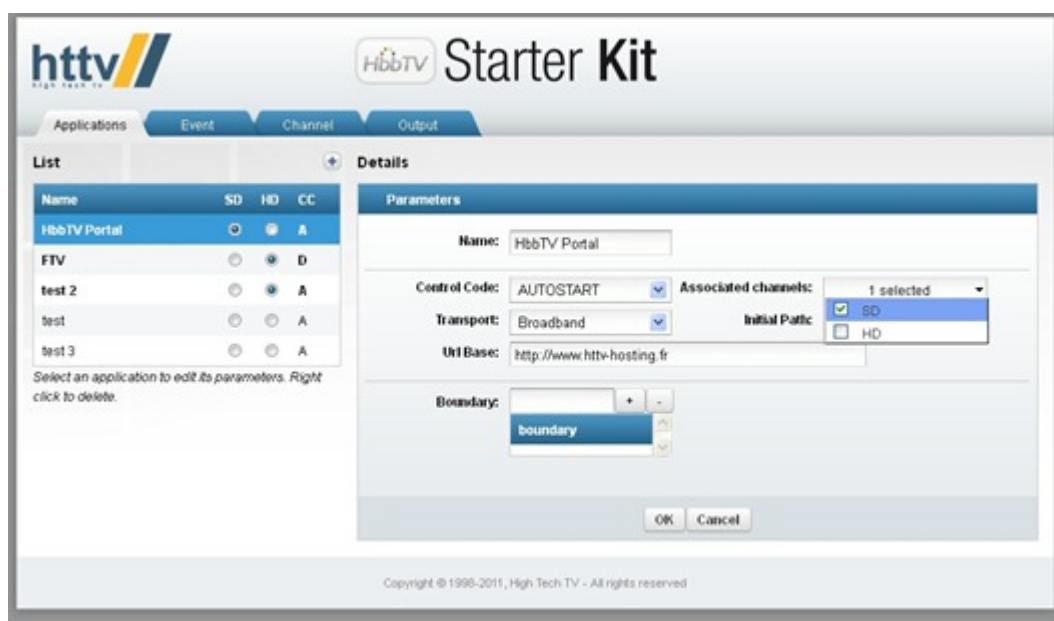 httv
high tech tv
HbbTV Starter Kit
Applications Event Channel Output
List
Name SD HD CC
HbbTV Portal A
FTV D
test 2 A
test A
test 3 A
Select an application to edit its parameters. Right
click to delete.
Details
Parameters
Name: HbbTV Portal
Control Code: AUTOSTART Associated channels: 1 selected
SD
HD
Transport: Broadband Initial Path:
Url Base: http://www.httv-hosting.fr
Boundary: + -
boundary
OK Cancel
Copyright © 1998-2011, High Tech TV - All rights reserved